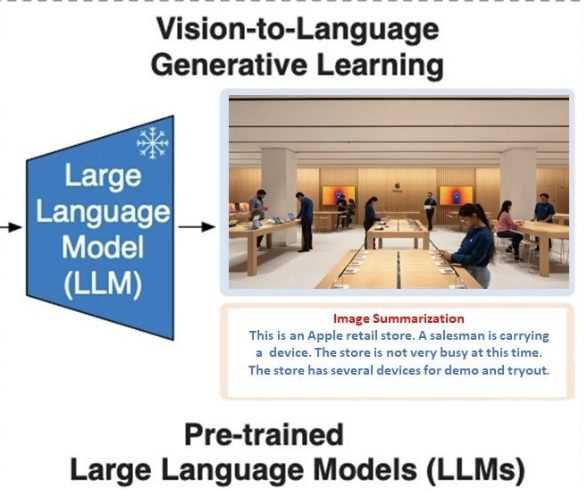 Vision-to-Language
Generative Learning
Large
Language
Model
(LLM)
Image Summarization
This is an Apple retail store. A salesman is carrying
a device. The store is not very busy at this time.
The store has several devices for demo and tryout.
Pre-trained
Large Language Models (LLMs)